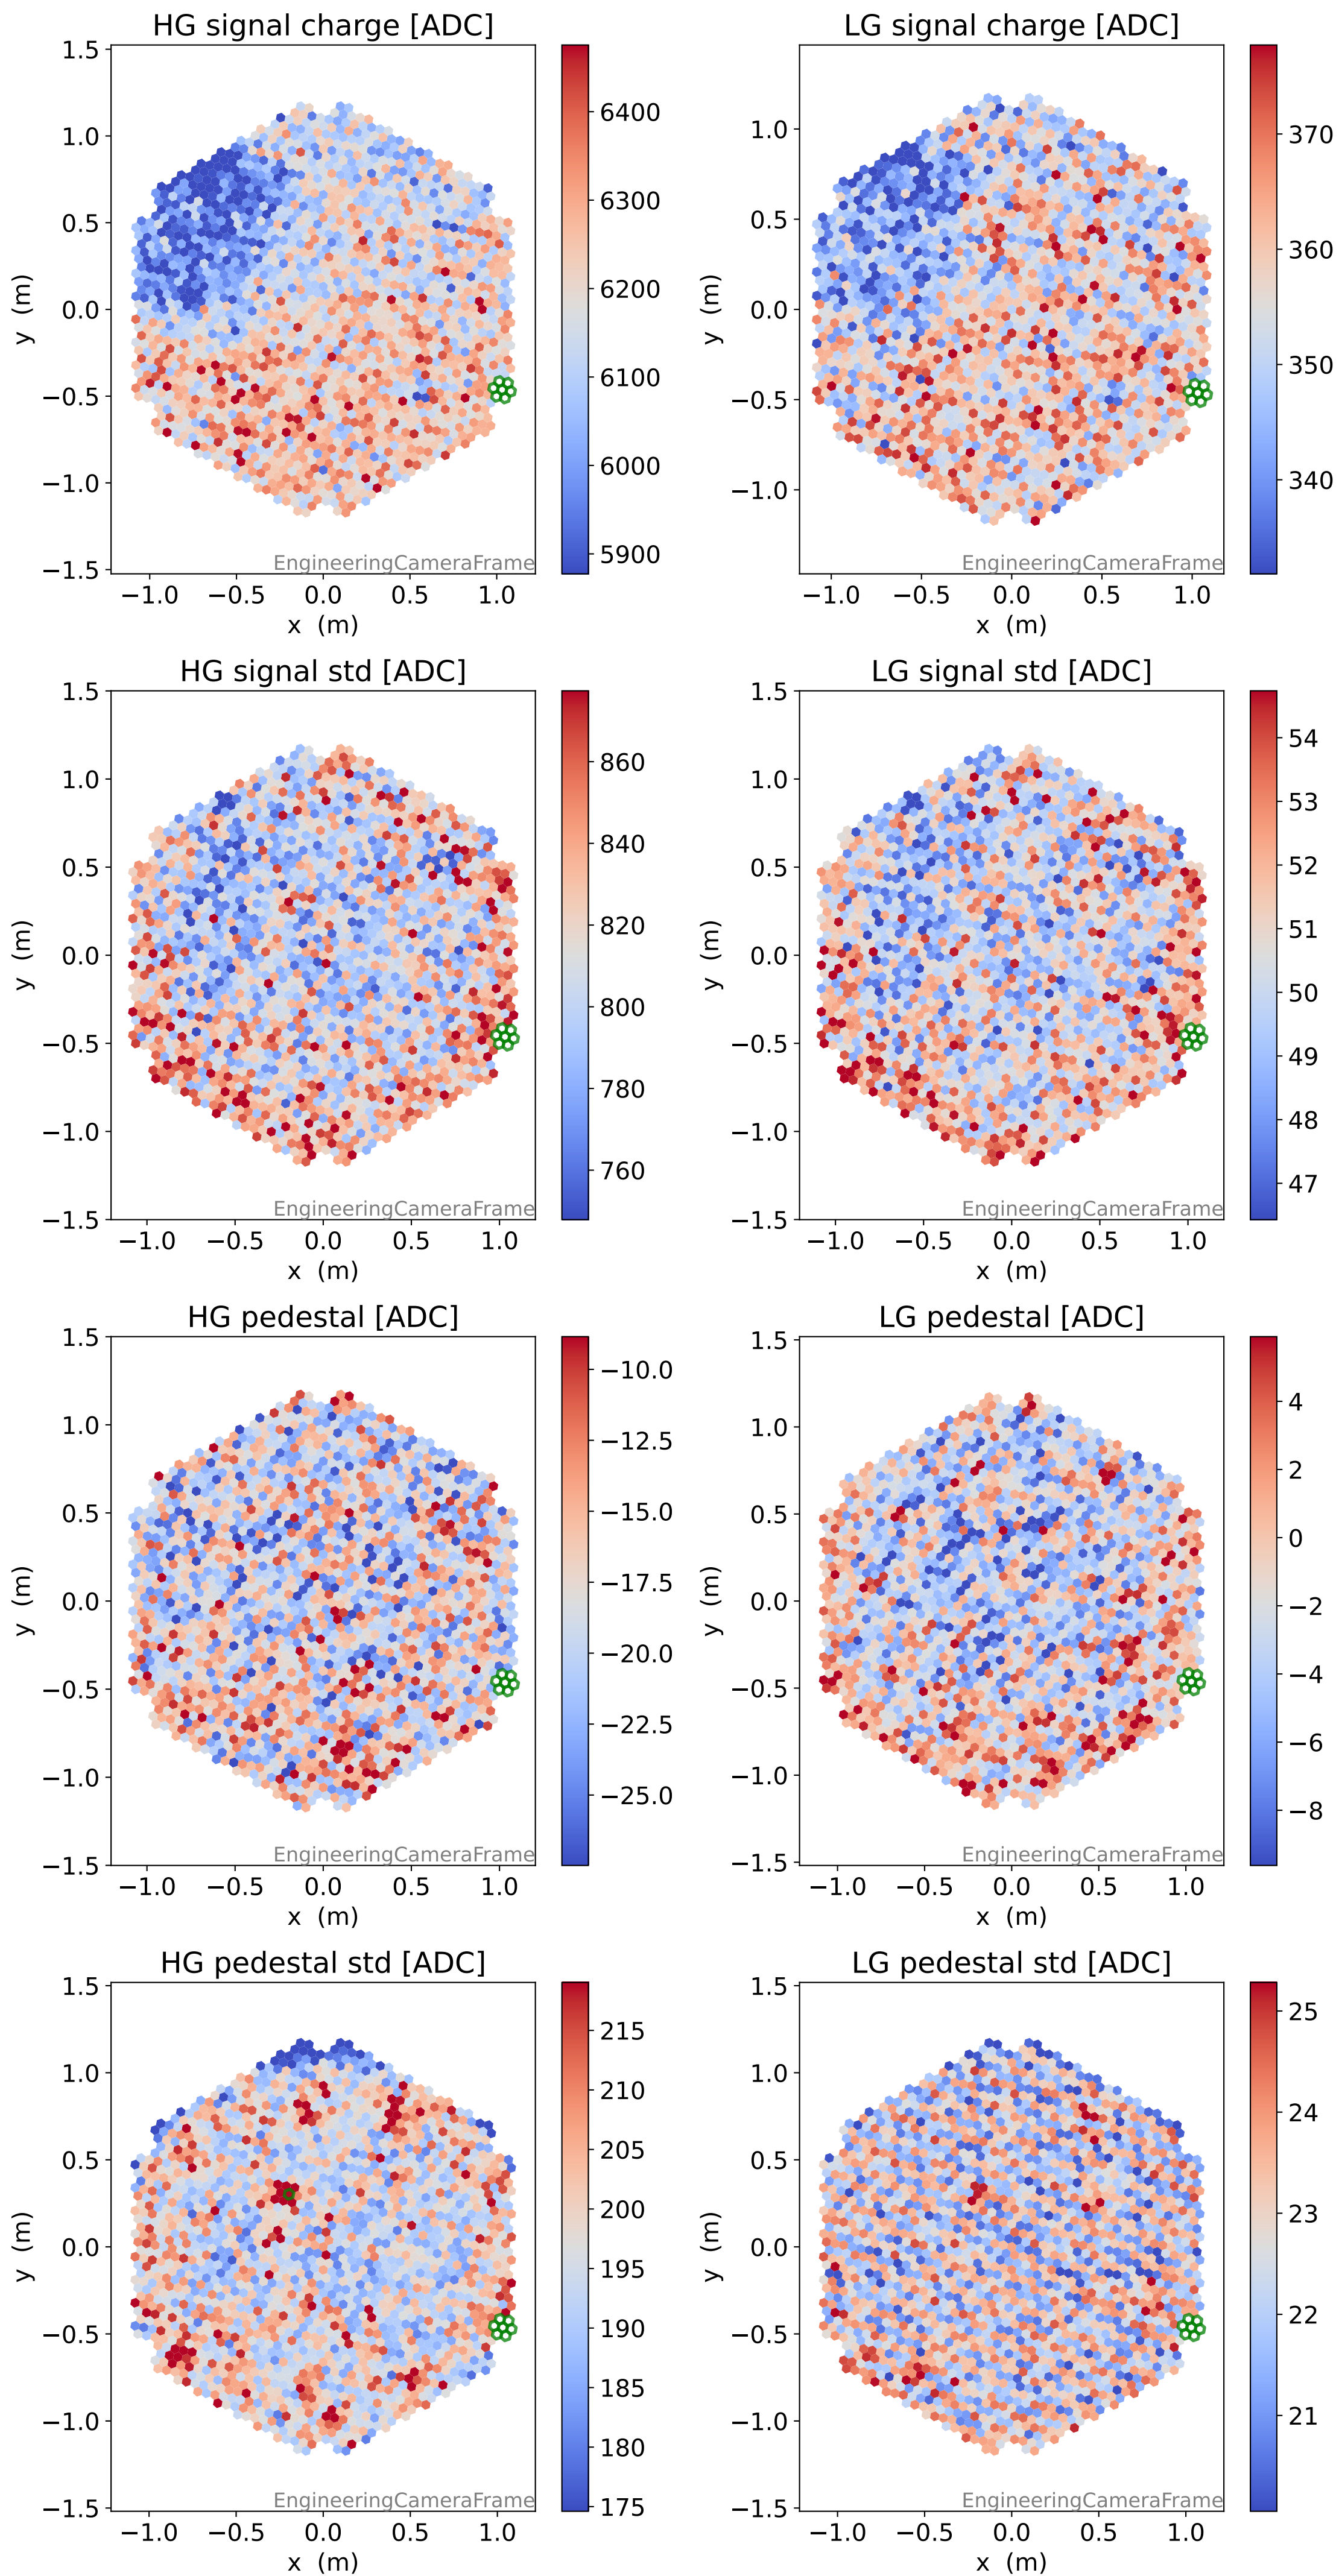 HG signal charge [ADC]
LG signal charge [ADC]
1.5
1.0
0.5
0.0
−0.5
−1.0
−1.5
y (m)
−1.0 −0.5 0.0 0.5 1.0
x (m)
EngineeringCameraFrame
6400
6300
6200
6100
6000
5900
1.0
0.5
0.0
−0.5
−1.0
y (m)
−1.0 −0.5 0.0 0.5 1.0
x (m)
EngineeringCameraFrame
370
360
350
340
HG signal std [ADC]
LG signal std [ADC]
1.5
1.0
0.5
0.0
−0.5
−1.0
−1.5
y (m)
−1.0 −0.5 0.0 0.5 1.0
x (m)
EngineeringCameraFrame
860
840
820
800
780
760
1.5
1.0
0.5
0.0
−0.5
−1.0
−1.5
y (m)
−1.0 −0.5 0.0 0.5 1.0
x (m)
EngineeringCameraFrame
54
53
52
51
50
49
48
47
HG pedestal [ADC]
LG pedestal [ADC]
1.5
1.0
0.5
0.0
−0.5
−1.0
−1.5
y (m)
−1.0 −0.5 0.0 0.5 1.0
x (m)
EngineeringCameraFrame
−10.0
−12.5
−15.0
−17.5
−20.0
−22.5
−25.0
1.5
1.0
0.5
0.0
−0.5
−1.0
−1.5
y (m)
−1.0 −0.5 0.0 0.5 1.0
x (m)
EngineeringCameraFrame
4
2
0
−2
−4
−6
−8
HG pedestal std [ADC]
LG pedestal std [ADC]
1.5
1.0
0.5
0.0
−0.5
−1.0
−1.5
y (m)
−1.0 −0.5 0.0 0.5 1.0
x (m)
EngineeringCameraFrame
215
210
205
200
195
190
185
180
175
1.5
1.0
0.5
0.0
−0.5
−1.0
−1.5
y (m)
−1.0 −0.5 0.0 0.5 1.0
x (m)
EngineeringCameraFrame
25
24
23
22
21